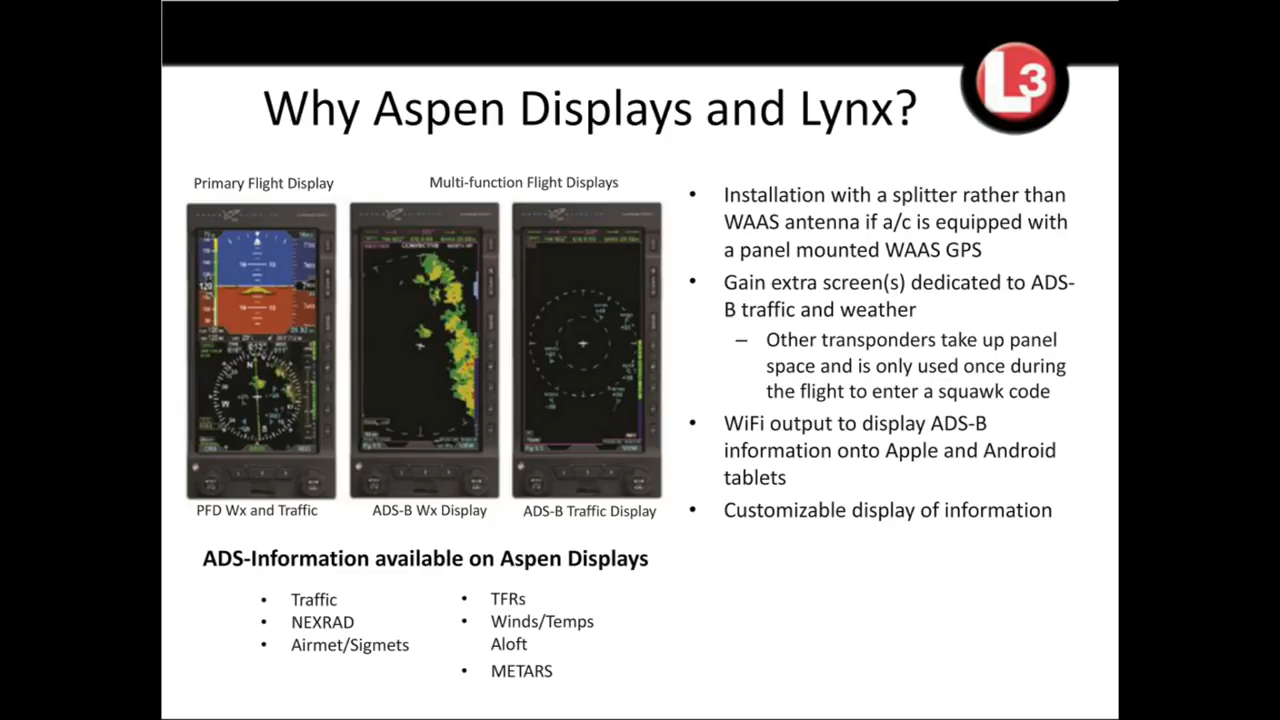 L3
Why Aspen Displays and Lynx?
Primary Flight Display
Multi-function Flight Displays
PFD Wx and Traffic
ADS-B Wx Display
ADS-B Traffic Display
• Installation with a splitter rather than
WAAS antenna if a/c is equipped with
a panel mounted WAAS GPS
• Gain extra screen(s) dedicated to ADS-
B traffic and weather
– Other transponders take up panel
space and is only used once during
the flight to enter a squawk code
• WiFi output to display ADS-B
information onto Apple and Android
tablets
• Customizable display of information
ADS-Information available on Aspen Displays
• Traffic
• NEXRAD
• Airmet/Sigmets
• TFRs
• Winds/Temps
Aloft
• METARS